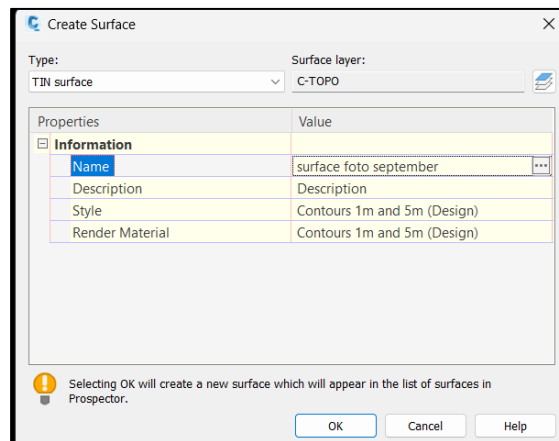 Create Surface
Type:
Surface layer:
TIN surface
C-TOPO
Properties Value
Information
Name surface foto september ...
Description Description
Style Contours 1m and 5m (Design)
Render Material Contours 1m and 5m (Design)
Selecting OK will create a new surface which will appear in the list of surfaces in
Prospector.
OK Cancel Help